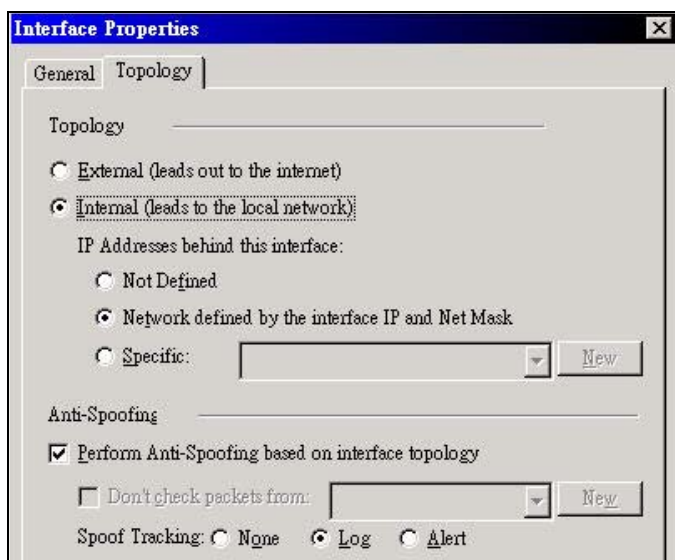 Interface Properties
General
Topology
Topology
External (leads out to the internet)
Internal (leads to the local network)
IP Addresses behind this interface:
Not Defined
Network defined by the interface IP and Net Mask
Specific:
New
Anti-Spoofing
Perform Anti-Spoofing based on interface topology
Don't check packets from:
New
Spoof Tracking: None Log Alert